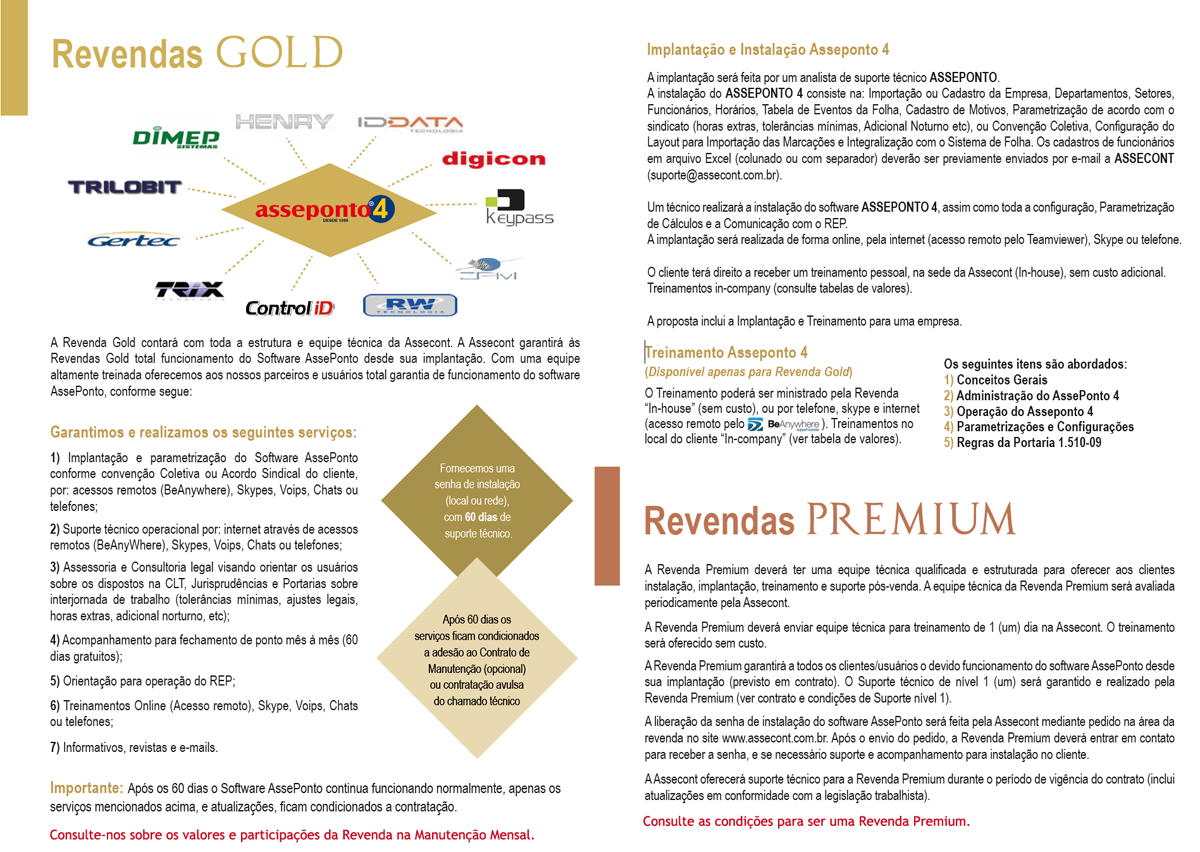 Revendas GOLD
HENRY
ID-DATA
TECNOLOGIA
DIMEP
SISTEMAS
digicon
TRILOBIT
asseponto 4
DESDE 1989
Keypass
Gertec
SAVI
TRIX
TECNOLOGIA
Control iD
RW
TECNOLOGIA
A Revenda Gold contará com toda a estrutura e equipe técnica da Assecont. A Assecont garantirá às
Revendas Gold total funcionamento do Software AssePonto desde sua implantação. Com uma equipe
altamente treinada oferecemos aos nossos parceiros e usuários total garantia de funcionamento do software
AssePonto, conforme segue:
Garantimos e realizamos os seguintes serviços:
1) Implantação e parametrização do Software AssePonto
conforme convenção Coletiva ou Acordo Sindical do cliente,
por: acessos remotos (BeAnywhere), Skypes, Voips, Chats ou
telefones;
2) Suporte técnico operacional por: internet através de acessos
remotos (BeAnyWhere), Skypes, Voips, Chats ou telefones;
3) Assessoria e Consultoria legal visando orientar os usuários
sobre os dispostos na CLT, Jurisprudências e Portarias sobre
interjornada de trabalho (tolerâncias mínimas, ajustes legais,
horas extras, adicional norturno, etc);
4) Acompanhamento para fechamento de ponto mês à mês (60
dias gratuitos);
5) Orientação para operação do REP;
6) Treinamentos Online (Acesso remoto), Skype, Voips, Chats
ou telefones;
7) Informativos, revistas e e-mails.
Fornecemos uma
senha de instalação
(local ou rede),
com 60 dias de
suporte técnico.
Após 60 dias os
serviços ficam condicionados
a adesão ao Contrato de
Manutenção (opcional)
ou contratação avulsa
do chamado técnico
Importante: Após os 60 dias o Software AssePonto continua funcionando normalmente, apenas os
serviços mencionados acima, e atualizações, ficam condicionados a contratação.
Consulte-nos sobre os valores e participações da Revenda na Manutenção Mensal.
Implantação e Instalação Asseponto 4
A implantação será feita por um analista de suporte técnico ASSEPONTO.
A instalação do ASSEPONTO 4 consiste na: Importação ou Cadastro da Empresa, Departamentos, Setores,
Funcionários, Horários, Tabela de Eventos da Folha, Cadastro de Motivos, Parametrização de acordo com o
sindicato (horas extras, tolerâncias mínimas, Adicional Noturno etc), ou Convenção Coletiva, Configuração do
Layout para Importação das Marcações e Integralização com o Sistema de Folha. Os cadastros de funcionários
em arquivo Excel (colunado ou com separador) deverão ser previamente enviados por e-mail a ASSECONT
(suporte@assecont.com.br).
Um técnico realizará a instalação do software ASSEPONTO 4, assim como toda a configuração, Parametrização
de Cálculos e a Comunicação com o REP.
A implantação será realizada de forma online, pela internet (acesso remoto pelo Teamviewer), Skype ou telefone.
O cliente terá direito a receber um treinamento pessoal, na sede da Assecont (In-house), sem custo adicional.
Treinamentos in-company (consulte tabelas de valores).
A proposta inclui a Implantação e Treinamento para uma empresa.
Treinamento Asseponto 4
(Disponível apenas para Revenda Gold)
O Treinamento poderá ser ministrado pela Revenda
“In-house” (sem custo), ou por telefone, skype e internet
(acesso remoto pelo BeAnywhere ). Treinamentos no
local do cliente “In-company” (ver tabela de valores).
Os seguintes itens são abordados:
1) Conceitos Gerais
2) Administração do AssePonto 4
3) Operação do Asseponto 4
4) Parametrizações e Configurações
5) Regras da Portaria 1.510-09
Revendas PREMIUM
A Revenda Premium deverá ter uma equipe técnica qualificada e estruturada para oferecer aos clientes
instalação, implantação, treinamento e suporte pós-venda. A equipe técnica da Revenda Premium será avaliada
periodicamente pela Assecont.
A Revenda Premium deverá enviar equipe técnica para treinamento de 1 (um) dia na Assecont. O treinamento
será oferecido sem custo.
A Revenda Premium garantirá a todos os clientes/usuários o devido funcionamento do software AssePonto desde
sua implantação (previsto em contrato). O Suporte técnico de nível 1 (um) será garantido e realizado pela
Revenda Premium (ver contrato e condições de Suporte nível 1).
A liberação da senha de instalação do software AssePonto será feita pela Assecont mediante pedido na área da
revenda no site www.assecont.com.br. Após o envio do pedido, a Revenda Premium deverá entrar em contato
para receber a senha, e se necessário suporte e acompanhamento para instalação no cliente.
A Assecont oferecerá suporte técnico para a Revenda Premium durante o período de vigência do contrato (inclui
atualizações em conformidade com a legislação trabalhista).
Consulte as condições para ser uma Revenda Premium.